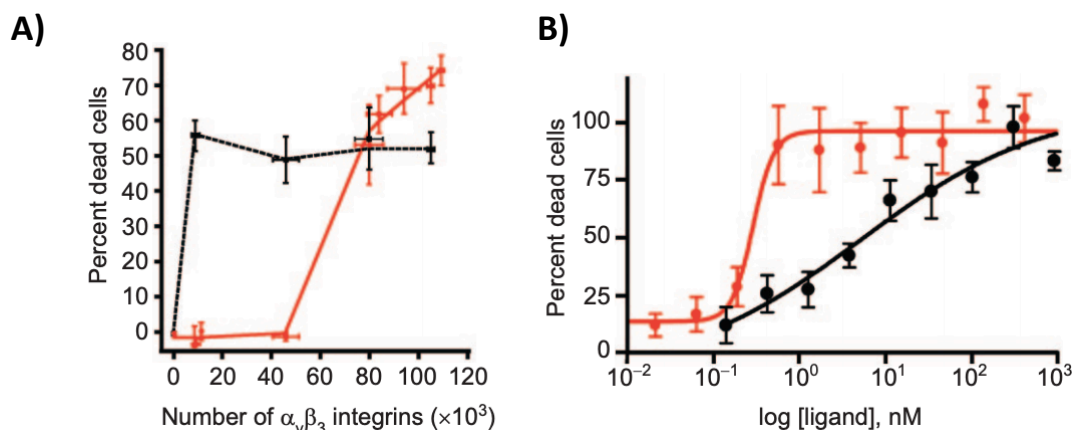 A)
Percent dead cells
80
70
60
50
40
30
20
10
0
0 20 40 60 80 100 120
Number of αvβ3 integrins (×10³)
B)
Percent dead cells
100
75
50
25
0
10⁻² 10⁻¹ 10⁰ 10¹ 10² 10³
log [ligand], nM